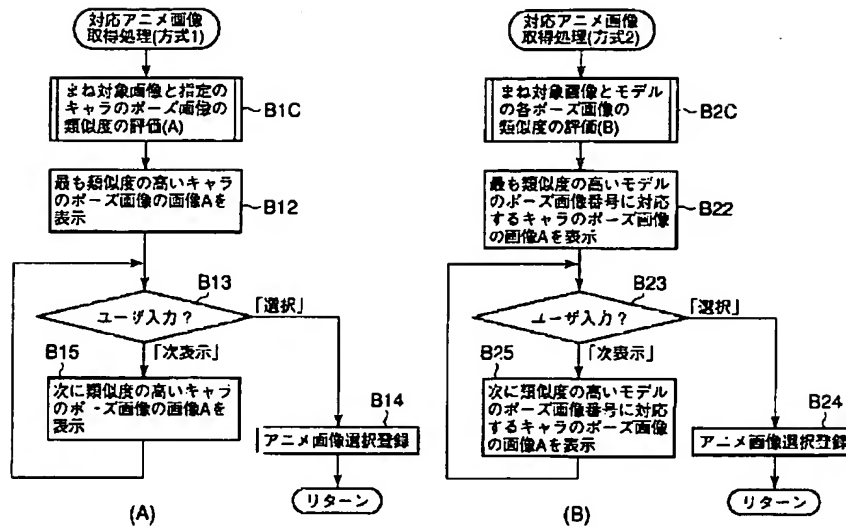 対応アニメ画像
取得処理(方式1)
まね対象画像と指定の
キャラのポーズ画像の
類似度の評価(A)
B1C
最も類似度の高いキャラ
のポーズ画像の画像Aを
表示
B12
B13
ユーザ入力？
「選択」
「次表示」
B15
次に類似度の高いキャラ
のポーズ画像の画像Aを
表示
B14
アニメ画像選択登録
リターン
(A)
対応アニメ画像
取得処理(方式2)
まね対象画像とモデル
の各ポーズ画像の
類似度の評価(B)
B2C
最も類似度の高いモデル
のポーズ画像番号に対応
するキャラのポーズ画像
の画像Aを表示
B22
B23
ユーザ入力？
「選択」
「次表示」
B25
次に類似度の高いモデル
のポーズ画像番号に対応
するキャラのポーズ画像
の画像Aを表示
B24
アニメ画像選択登録
リターン
(B)